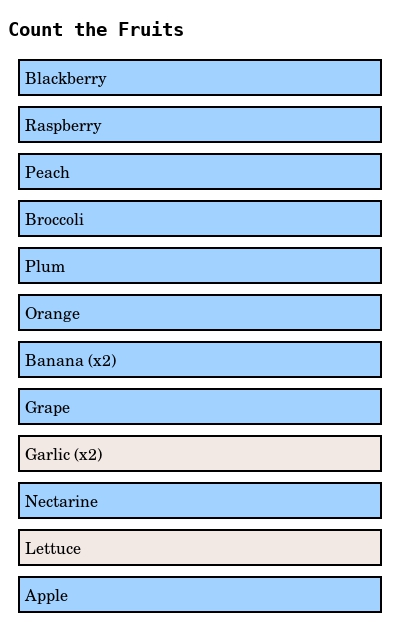 Count the Fruits
Blackberry
Raspberry
Peach
Broccoli
Plum
Orange
Banana (x2)
Grape
Garlic (x2)
Nectarine
Lettuce
Apple